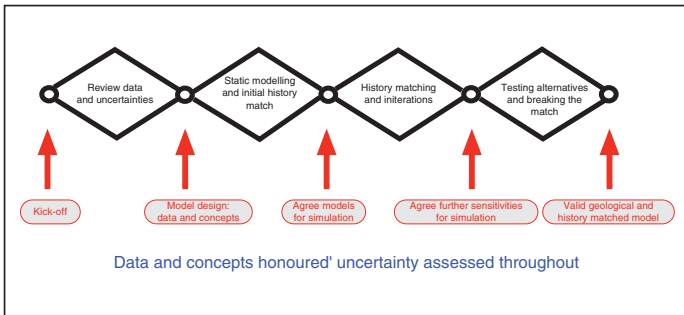 Review data
and uncertainties
Static modelling
and initial history
match
History matching
and initerations
Testing alternatives
and breaking the
match
Kick-off
Model design:
data and concepts
Agree models
for simulation
Agree further sensitivities
for simulation
Valid geological and
history matched model
Data and concepts honoured' uncertainty assessed throughout